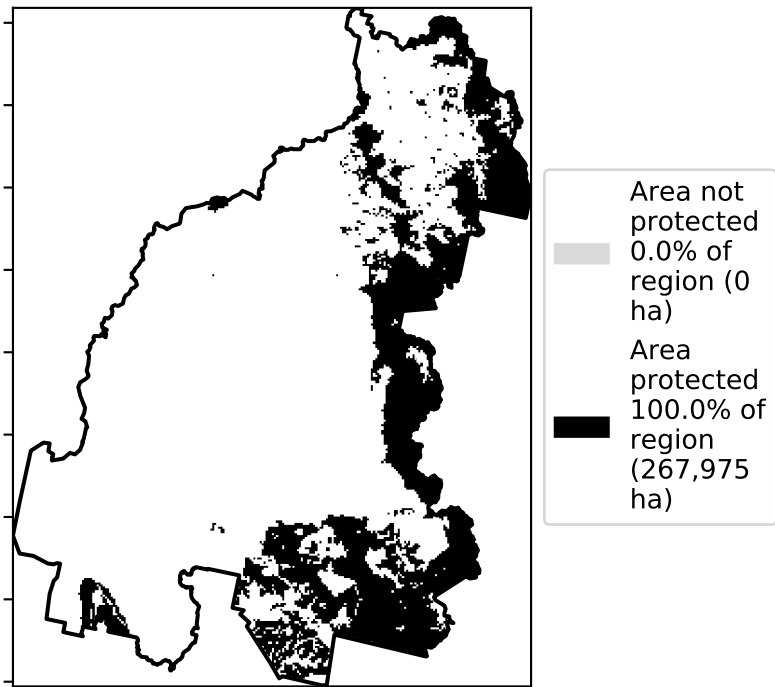 Area not
protected
0.0% of
region (0
ha)
Area
protected
100.0% of
region
(267,975
ha)